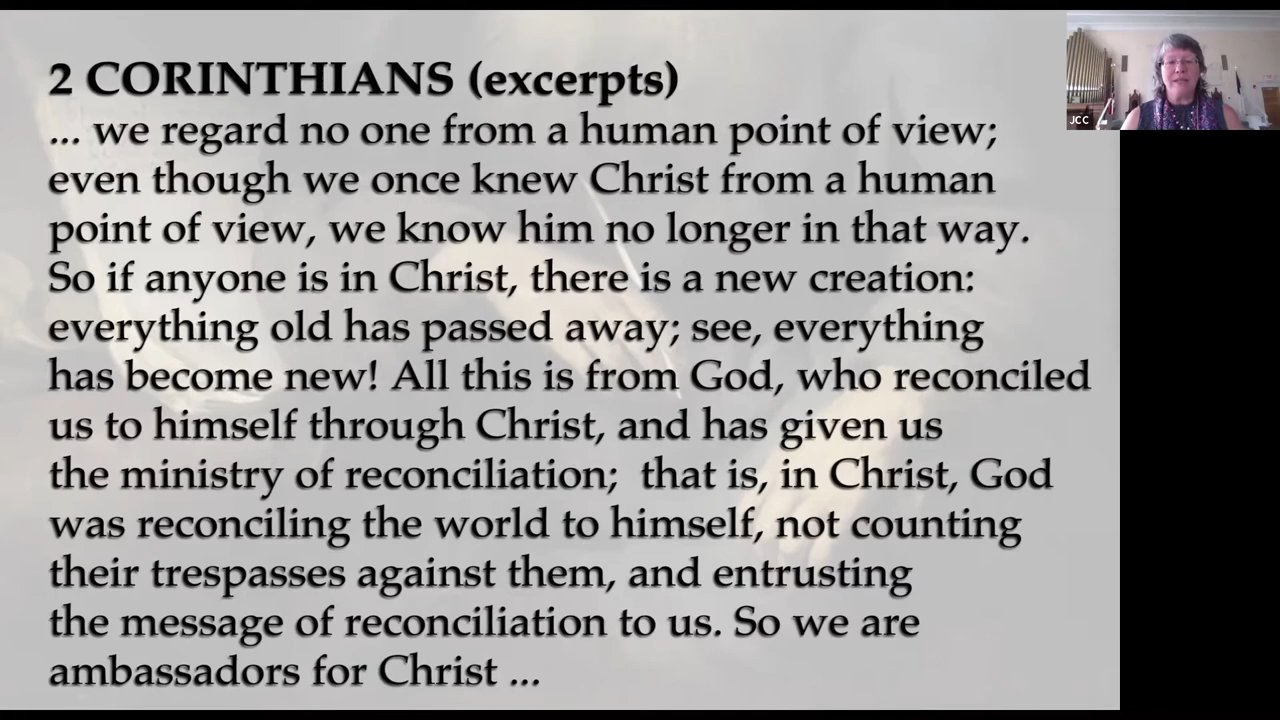 2 CORINTHIANS (excerpts)
... we regard no one from a human point of view;
even though we once knew Christ from a human
point of view, we know him no longer in that way.
So if anyone is in Christ, there is a new creation:
everything old has passed away; see, everything
has become new! All this is from God, who reconciled
us to himself through Christ, and has given us
the ministry of reconciliation;  that is, in Christ, God
was reconciling the world to himself, not counting
their trespasses against them, and entrusting
the message of reconciliation to us. So we are
ambassadors for Christ ...
JCC